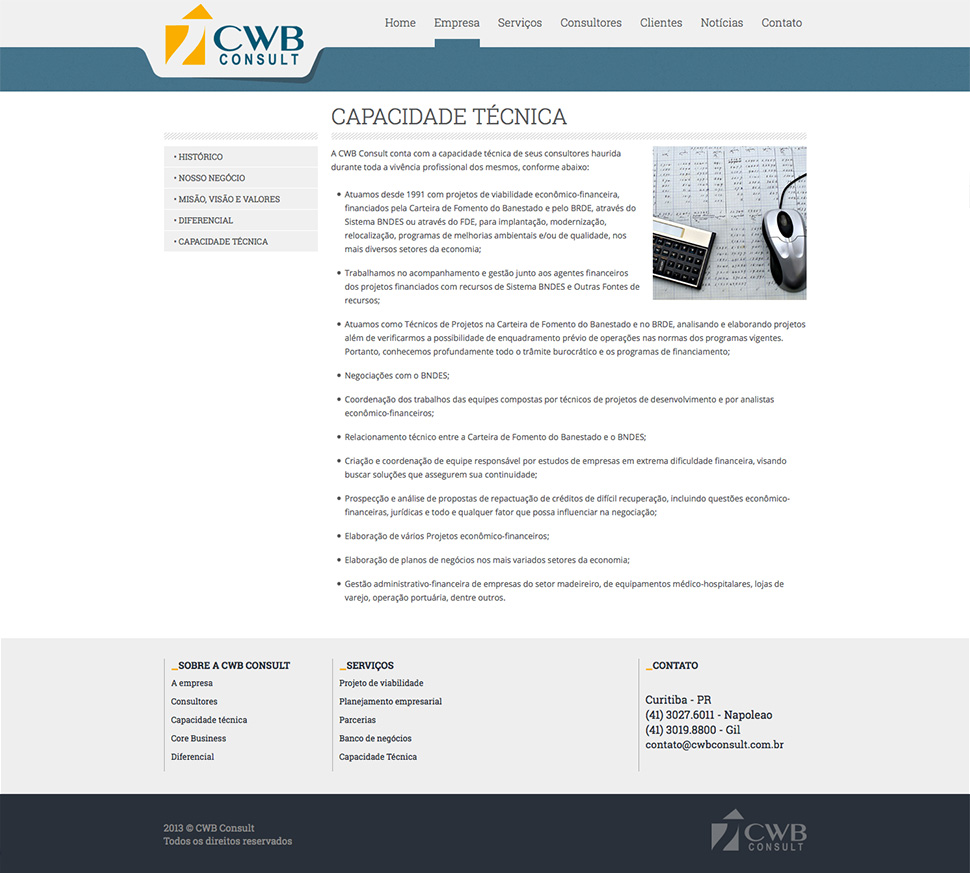 CWB
CONSULT
Home Empresa Serviços Consultores Clientes Notícias Contato
CAPACIDADE TÉCNICA
• HISTÓRICO
• NOSSO NEGÓCIO
• MISÃO, VISÃO E VALORES
• DIFERENCIAL
• CAPACIDADE TÉCNICA
A CWB Consult conta com a capacidade técnica de seus consultores haurida
durante toda a vivência profissional dos mesmos, conforme abaixo:
• Atuamos desde 1991 com projetos de viabilidade econômico-financeira,
financiados pela Carteira de Fomento do Banestado e pelo BRDE, através do
Sistema BNDES ou através do FDE, para implantação, modernização,
relocalização, programas de melhorias ambientais e/ou de qualidade, nos
mais diversos setores da economia;
• Trabalhamos no acompanhamento e gestão junto aos agentes financeiros
dos projetos financiados com recursos de Sistema BNDES e Outras Fontes de
recursos;
• Atuamos como Técnicos de Projetos na Carteira de Fomento do Banestado e no BRDE, analisando e elaborando projetos
além de verificarmos a possibilidade de enquadramento prévio de operações nas normas dos programas vigentes.
Portanto, conhecemos profundamente todo o trâmite burocrático e os programas de financiamento;
• Negociações com o BNDES;
• Coordenação dos trabalhos das equipes compostas por técnicos de projetos de desenvolvimento e por analistas
econômico-financeiros;
• Relacionamento técnico entre a Carteira de Fomento do Banestado e o BNDES;
• Criação e coordenação de equipe responsável por estudos de empresas em extrema dificuldade financeira, visando
buscar soluções que assegurem sua continuidade;
• Prospecção e análise de propostas de repactuação de créditos de difícil recuperação, incluindo questões econômico-
financeiras, jurídicas e todo e qualquer fator que possa influenciar na negociação;
• Elaboração de vários Projetos econômico-financeiros;
• Elaboração de planos de negócios nos mais variados setores da economia;
• Gestão administrativo-financeira de empresas do setor madeireiro, de equipamentos médico-hospitalares, lojas de
varejo, operação portuária, dentre outros.
_SOBRE A CWB CONSULT
A empresa
Consultores
Capacidade técnica
Core Business
Diferencial
_SERVIÇOS
Projeto de viabilidade
Planejamento empresarial
Parcerias
Banco de negócios
Capacidade Técnica
_CONTATO
Curitiba - PR
(41) 3027.6011 - Napoleao
(41) 3019.8800 - Gil
contato@cwbconsult.com.br
2013 © CWB Consult
Todos os direitos reservados
CWB
CONSULT